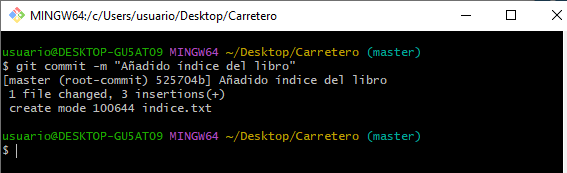 MINGW64:/c/Users/usuario/Desktop/Carretero
usuario@DESKTOP-GU5AT09 MINGW64 ~/Desktop/Carretero (master)
$ git commit -m "Añadido índice del libro"
[master (root-commit) 525704b] Añadido índice del libro
 1 file changed, 3 insertions(+)
 create mode 100644 indice.txt
usuario@DESKTOP-GU5AT09 MINGW64 ~/Desktop/Carretero (master)
$